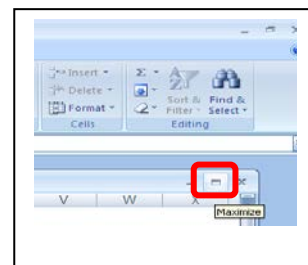 Insert
Delete
Format
Cells
Σ
A
Z
Sort & Filter
Find & Select
Editing
V W X
Maximize